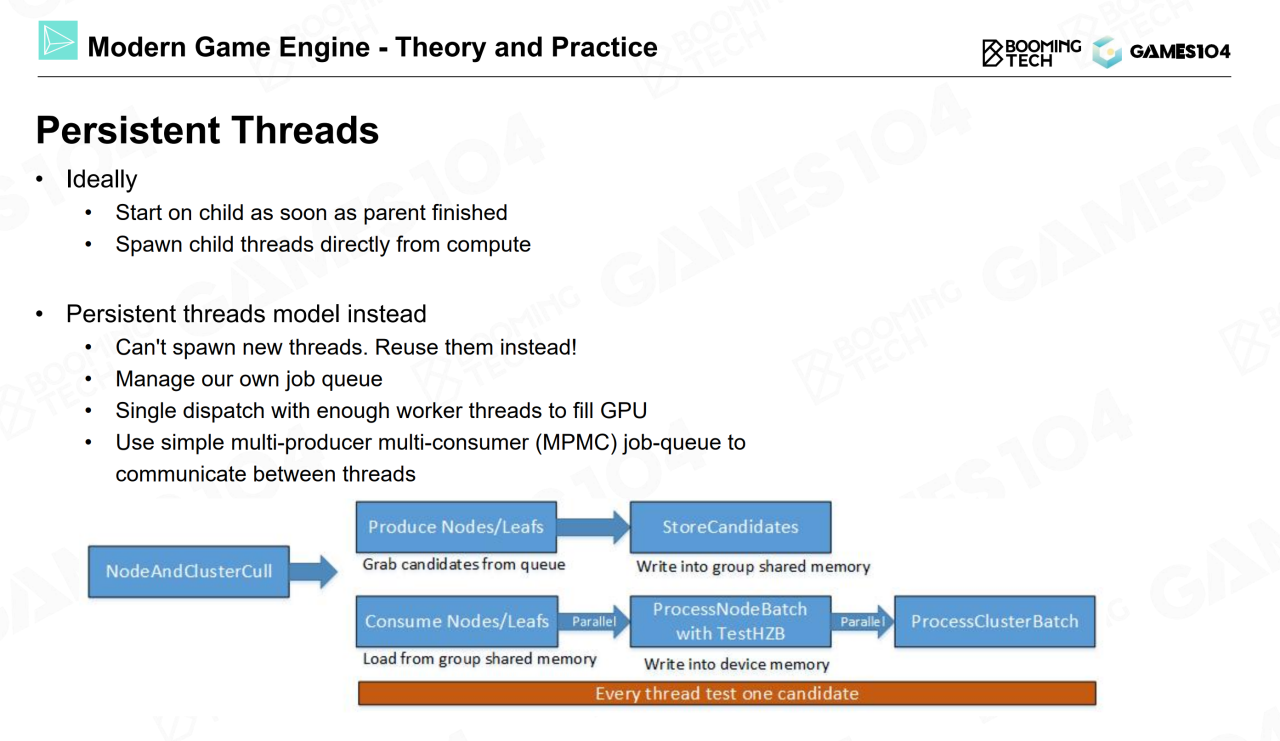 Modern Game Engine - Theory and Practice
BOOMING
TECH
GAMES104
Persistent Threads
• Ideally
• Start on child as soon as parent finished
• Spawn child threads directly from compute
• Persistent threads model instead
• Can't spawn new threads. Reuse them instead!
• Manage our own job queue
• Single dispatch with enough worker threads to fill GPU
• Use simple multi-producer multi-consumer (MPMC) job-queue to
communicate between threads
NodeAndClusterCull
Produce Nodes/Leafs
StoreCandidates
Grab candidates from queue
Write into group shared memory
Consume Nodes/Leafs
Parallel
ProcessNodeBatch
with TestHZB
Parallel
ProcessClusterBatch
Load from group shared memory
Write into device memory
Every thread test one candidate